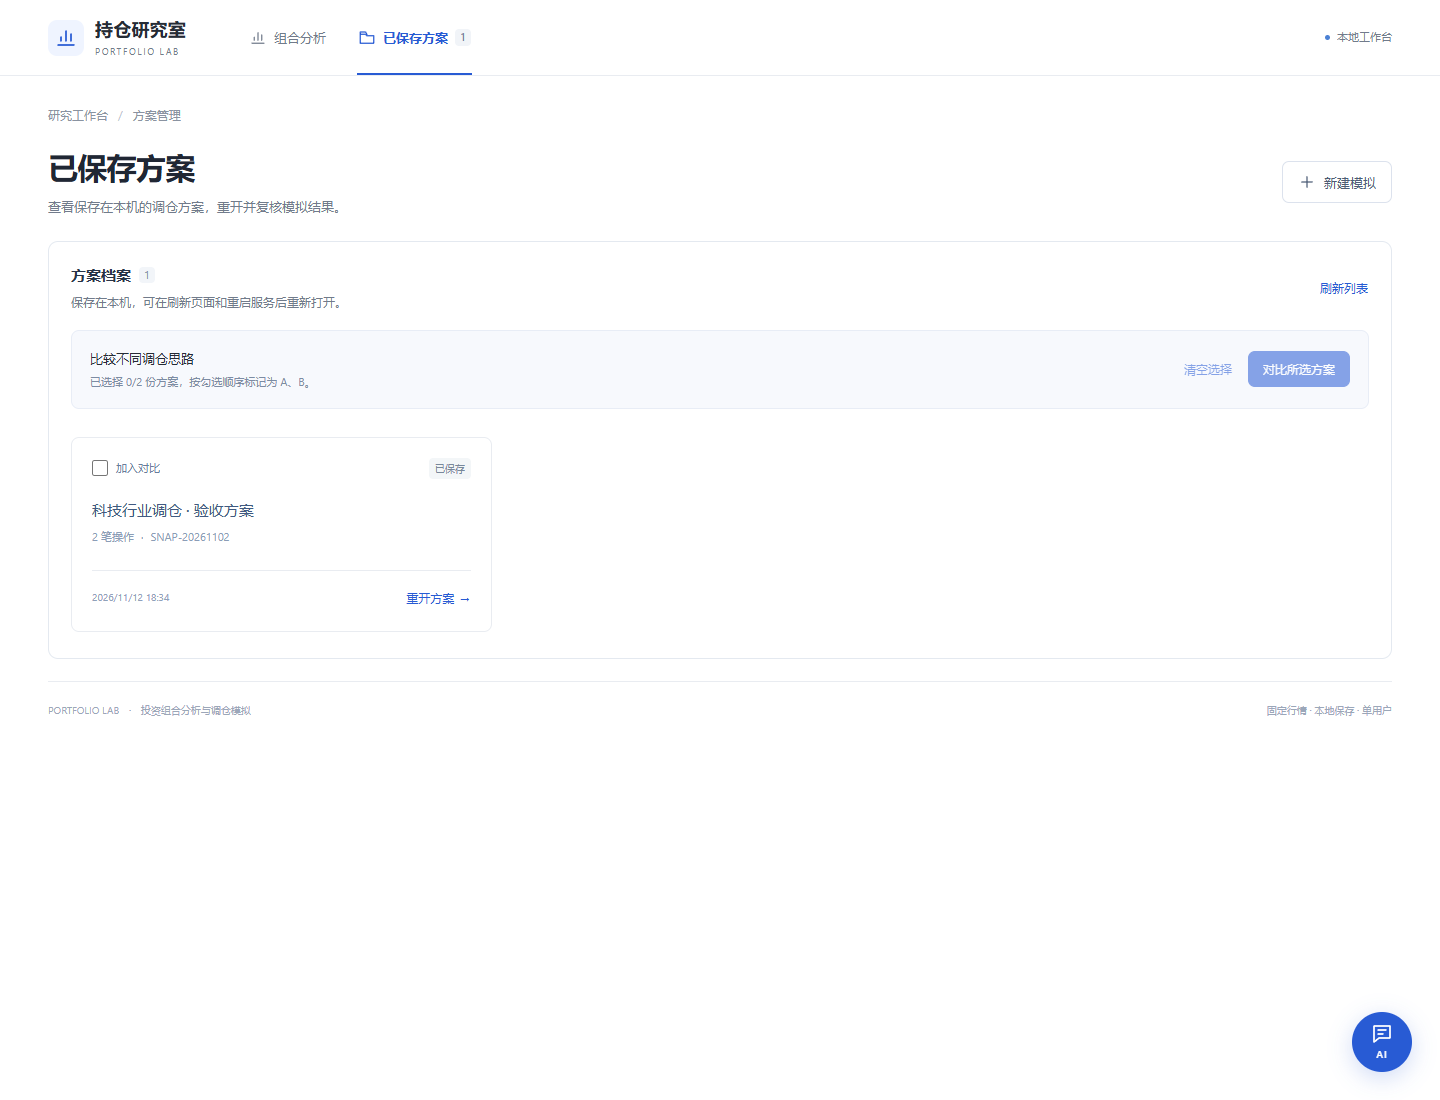 持仓研究室
PORTFOLIO LAB
组合分析
已保存方案 1
本地工作台
研究工作台 / 方案管理
已保存方案
查看保存在本机的调仓方案，重开并复核模拟结果。
新建模拟
方案档案 1
保存在本机，可在刷新页面和重启服务后重新打开。
刷新列表
比较不同调仓思路
已选择 0/2 份方案，按勾选顺序标记为 A、B。
清空选择
对比所选方案
加入对比
已保存
科技行业调仓 · 验收方案
2 笔操作 · SNAP-20261102
2026/11/12 18:34
重开方案 →
PORTFOLIO LAB · 投资组合分析与调仓模拟
固定行情 · 本地保存 · 单用户
AI